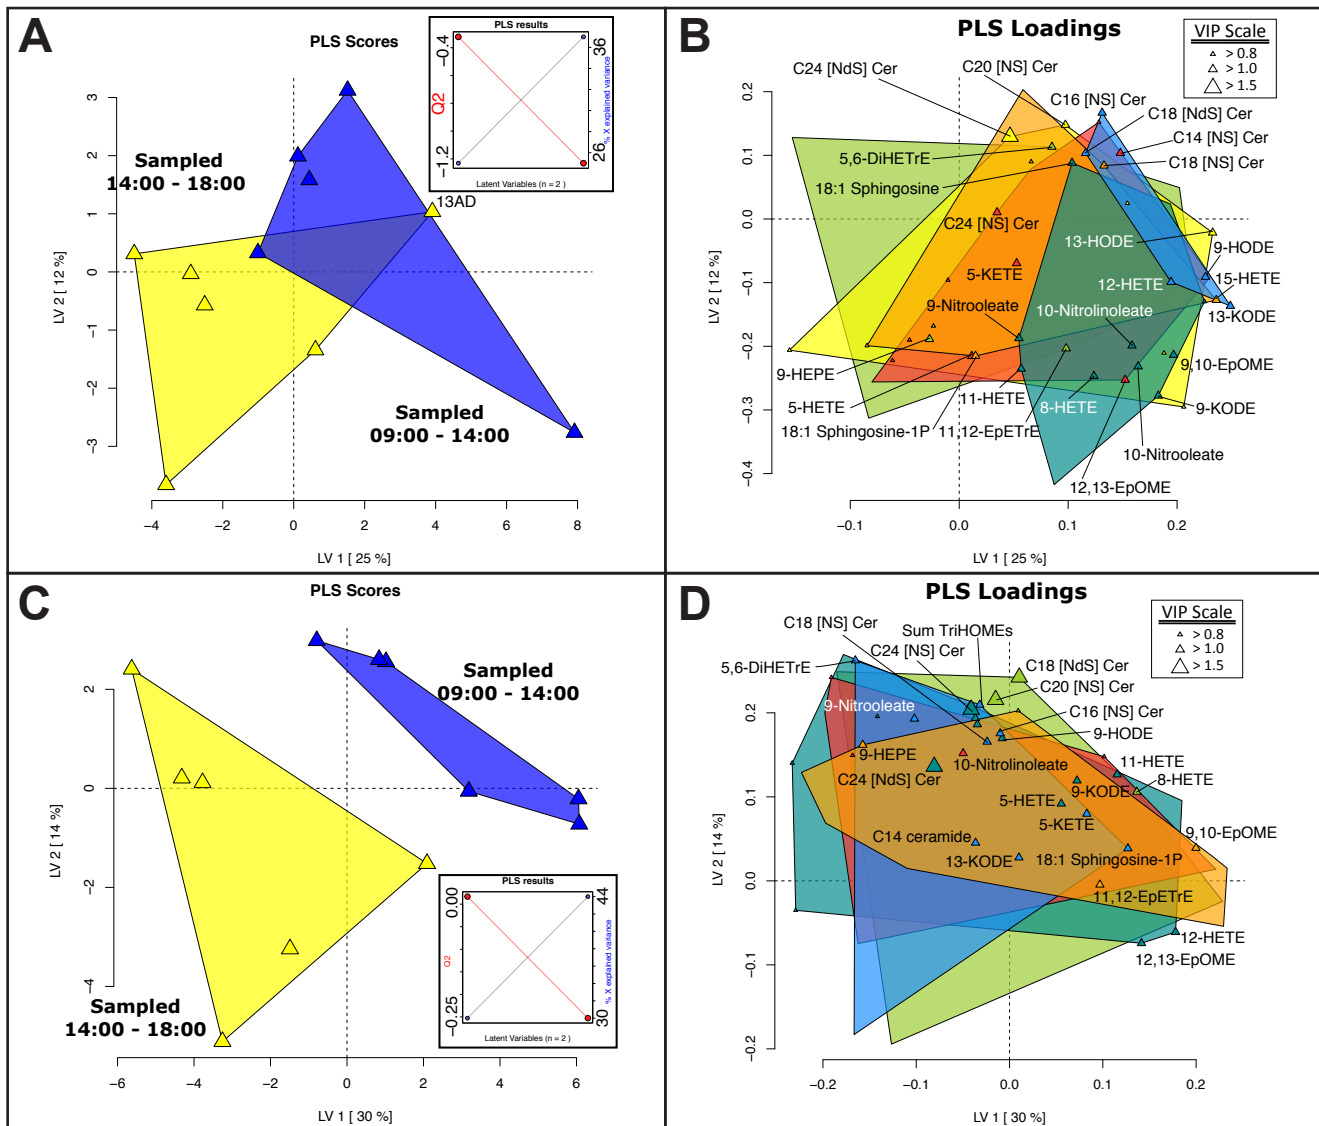 A
PLS Scores
PLS results
-0.4
36
Q2
% X explained variance
-1.2
26
Latent Variables (n = 2 )
Sampled
14:00 - 18:00
13AD
Sampled
09:00 - 14:00
3
2
1
0
−1
−2
−3
LV 2 [ 12 %]
−4
−2
0
2
4
6
8
LV 1 [ 25 %]
B
PLS Loadings
VIP Scale
> 0.8
> 1.0
> 1.5
C24 [NdS] Cer
C20 [NS] Cer
C16 [NS] Cer
C18 [NdS] Cer
C14 [NS] Cer
C18 [NS] Cer
5,6-DiHETrE
18:1 Sphingosine
C24 [NS] Cer
13-HODE
9-HODE
5-KETE
12-HETE
15-HETE
9-Nitrooleate
10-Nitrolinoleate
13-KODE
9-HEPE
9,10-EpOME
5-HETE
11-HETE
8-HETE
9-KODE
18:1 Sphingosine-1P
11,12-EpETrE
10-Nitrooleate
12,13-EpOME
0.2
0.1
0.0
−0.1
−0.2
−0.3
−0.4
LV 2 [ 12 %]
−0.1
0.0
0.1
0.2
LV 1 [ 25 %]
C
PLS Scores
Sampled
09:00 - 14:00
Sampled
14:00 - 18:00
PLS results
0.00
44
Q2
% X explained variance
-0.25
30
Latent Variables (n = 2 )
2
0
−2
−4
LV 2 [ 14 %]
−6
−4
−2
0
2
4
6
LV 1 [ 30 %]
D
PLS Loadings
VIP Scale
> 0.8
> 1.0
> 1.5
C18 [NS] Cer
Sum TriHOMEs
C24 [NS] Cer
5,6-DiHETrE
C18 [NdS] Cer
C20 [NS] Cer
9-Nitrooleate
C16 [NS] Cer
9-HODE
9-HEPE
10-Nitrolinoleate
11-HETE
C24 [NdS] Cer
8-HETE
9-KODE
5-HETE
5-KETE
C14 ceramide
9,10-EpOME
13-KODE
18:1 Sphingosine-1P
11,12-EpETrE
12-HETE
12,13-EpOME
0.2
0.1
0.0
−0.1
−0.2
LV 2 [ 14 %]
−0.2
−0.1
0.0
0.1
0.2
LV 1 [ 30 %]